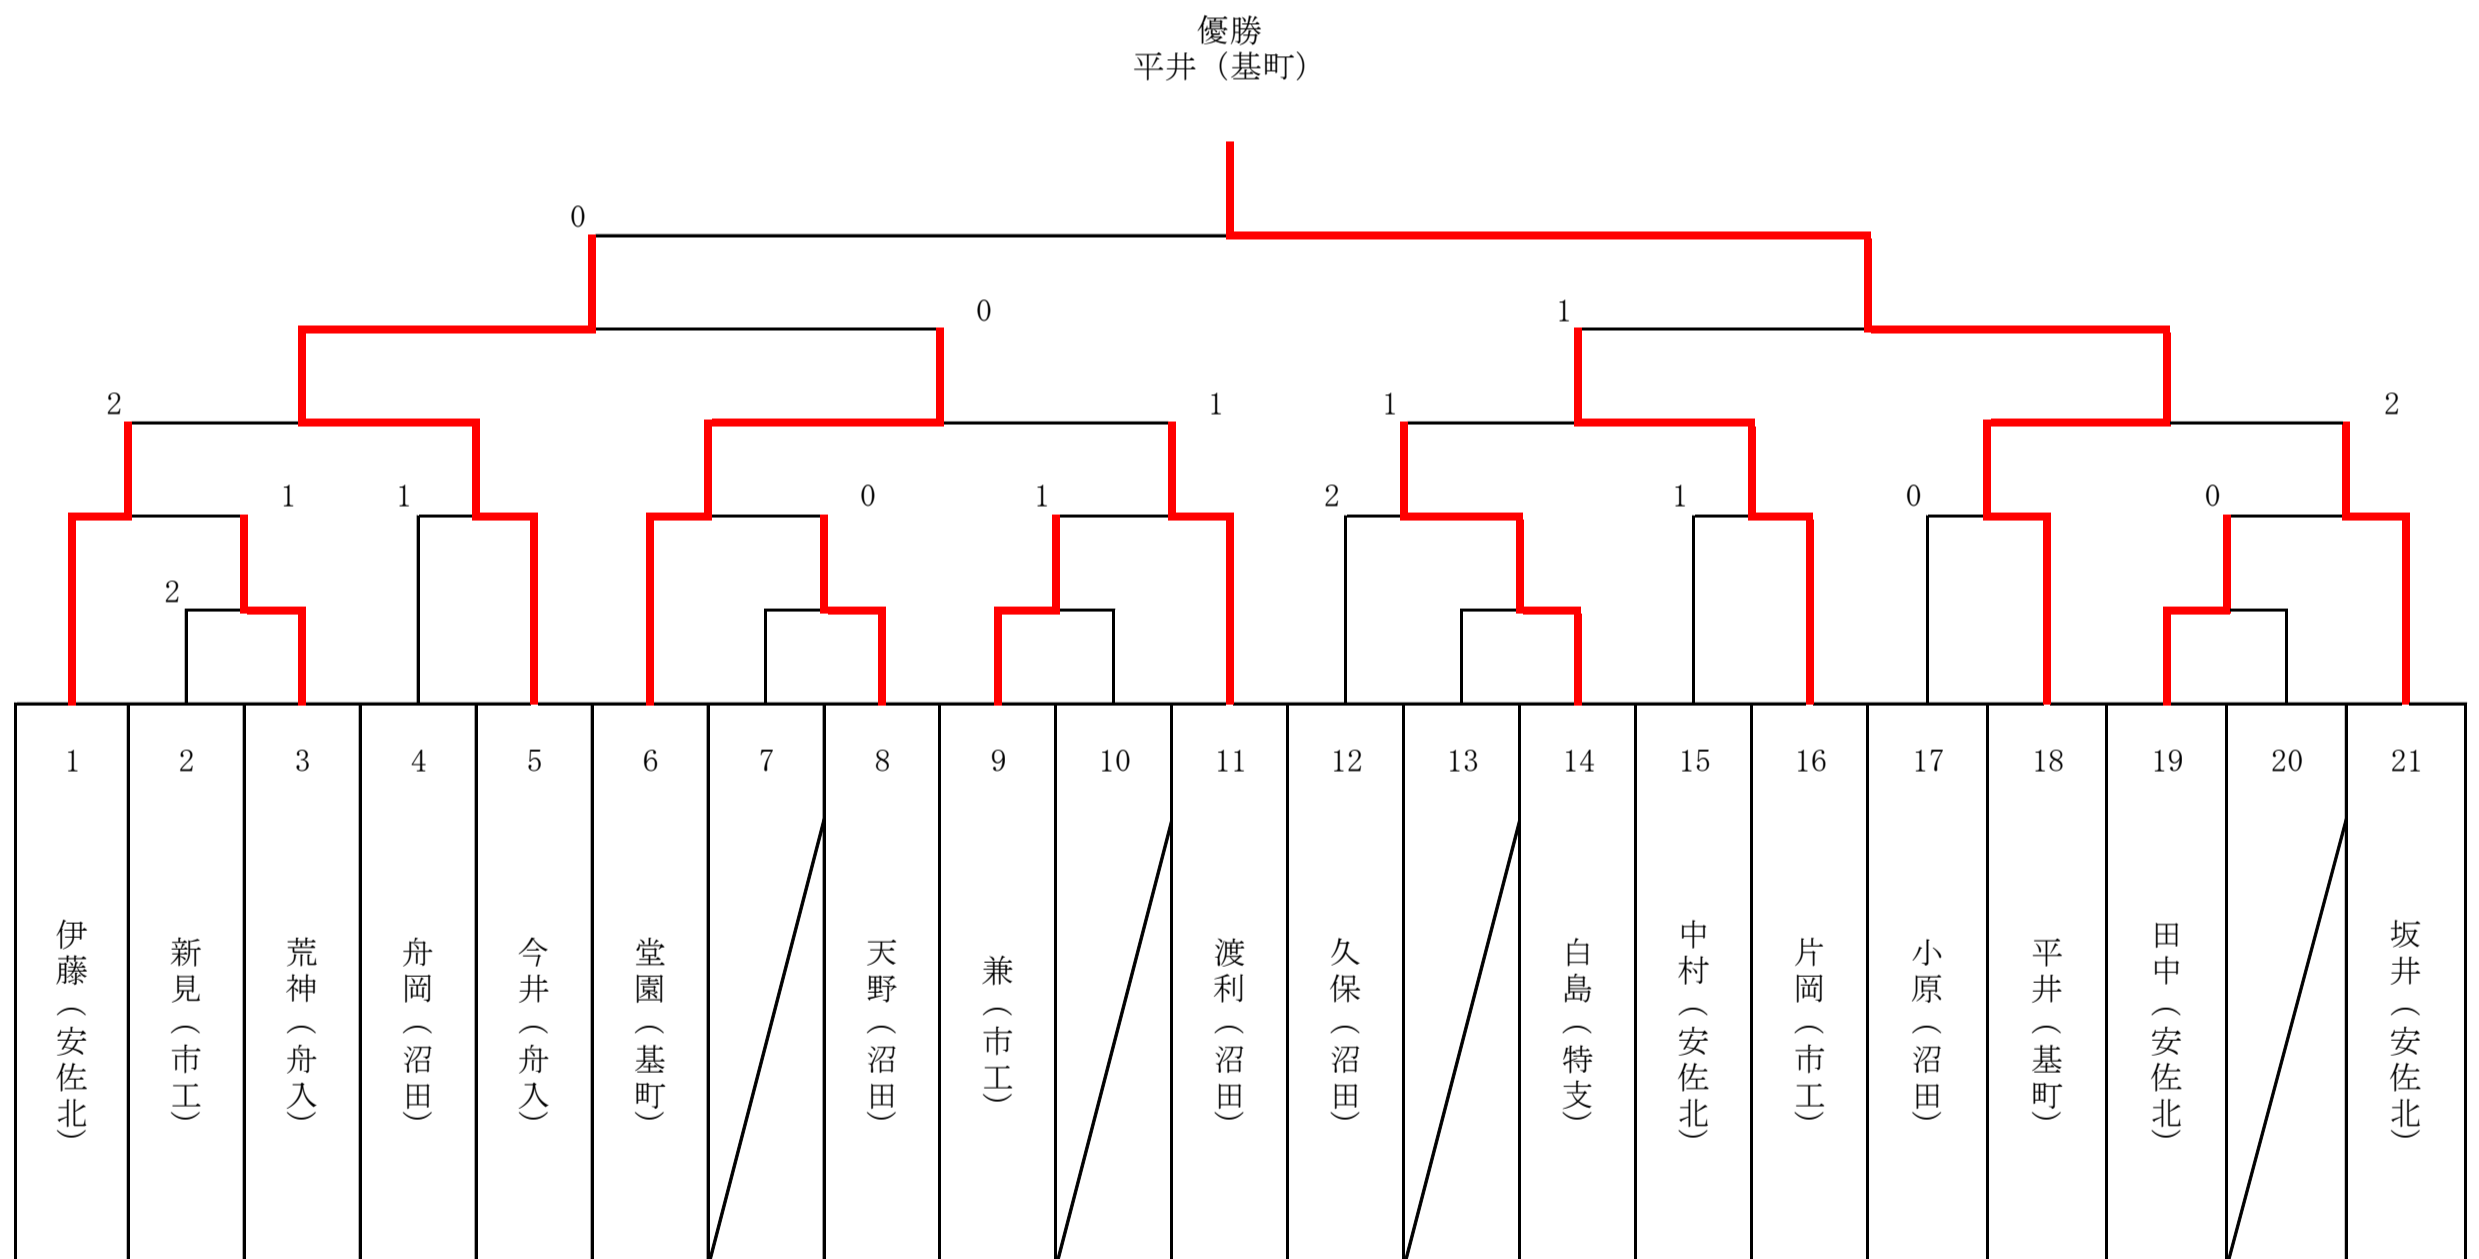 優勝
平井（基町）
0
0
1
2
1
1
2
1
1
0
1
2
1
0
0
2
1
2
3
4
5
6
7
8
9
10
11
12
13
14
15
16
17
18
19
20
21
伊藤（安佐北）
新見（市工）
荒神（舟入）
舟岡（沼田）
今井（舟入）
堂園（基町）
天野（沼田）
兼（市工）
渡利（沼田）
久保（沼田）
白島（特支）
中村（安佐北）
片岡（市工）
小原（沼田）
平井（基町）
田中（安佐北）
坂井（安佐北）